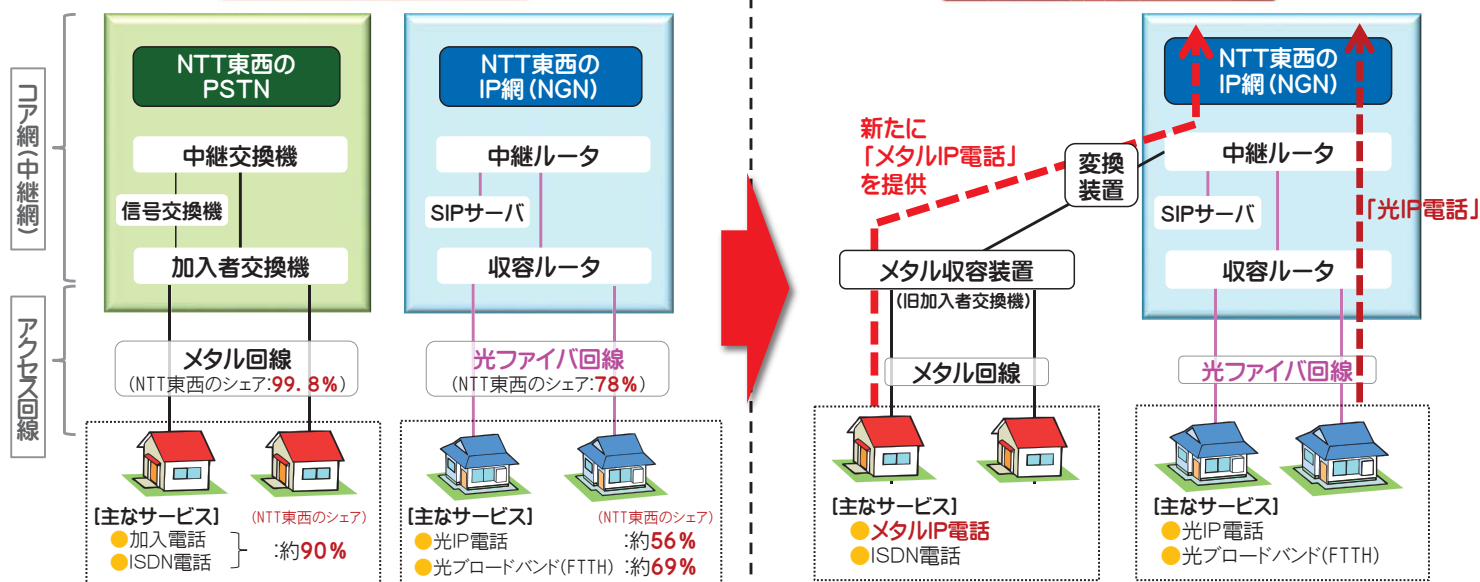 コア網(中継網)
アクセス回線
NTT東西の
PSTN
中継交換機
信号交換機
加入者交換機
メタル回線
(NTT東西のシェア:99.8%)
[主なサービス]
(NTT東西のシェア)
●加入電話
●ISDN電話
:約90%
NTT東西の
IP網(NGN)
中継ルータ
SIPサーバ
収容ルータ
光ファイバ回線
(NTT東西のシェア:78%)
[主なサービス]
(NTT東西のシェア)
●光IP電話 :約56%
●光ブロードバンド(FTTH) :約69%
新たに
「メタルIP電話」
を提供
変換
装置
メタル収容装置
(旧加入者交換機)
メタル回線
[主なサービス]
●メタルIP電話
●ISDN電話
NTT東西の
IP網(NGN)
中継ルータ
SIPサーバ
「光IP電話」
収容ルータ
光ファイバ回線
[主なサービス]
●光IP電話
●光ブロードバンド(FTTH)